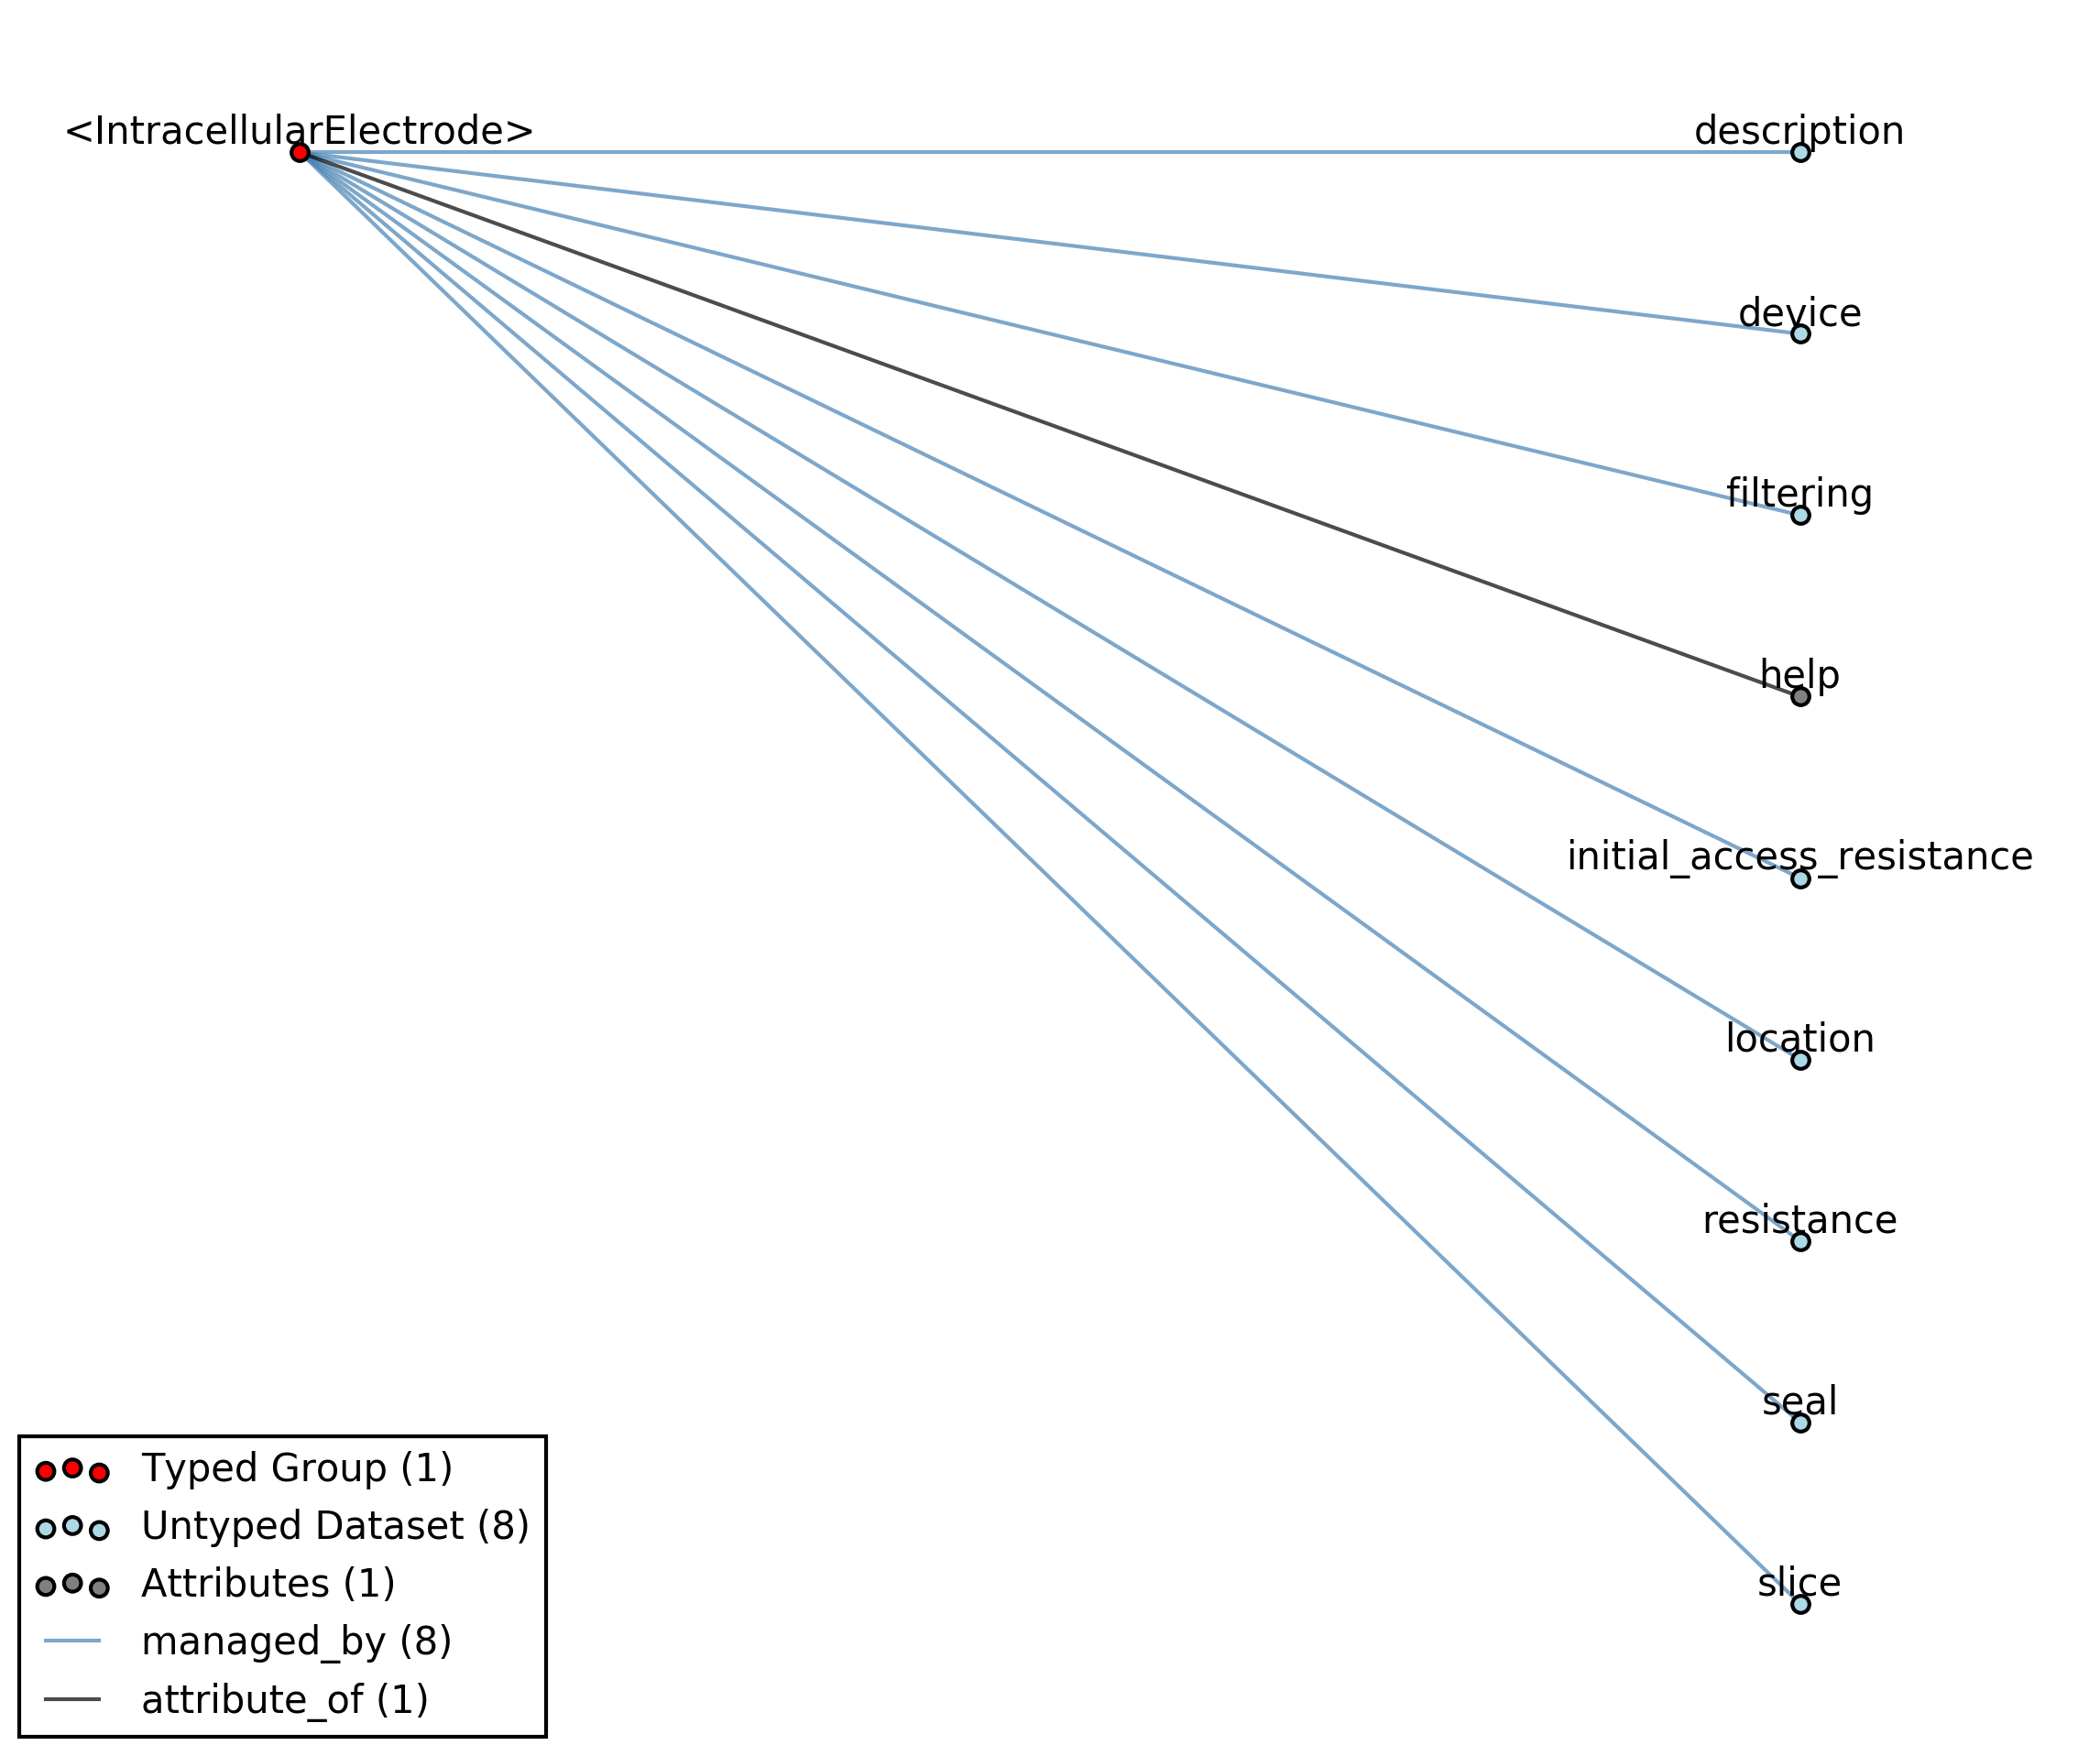 <IntracellularElectrode>
description
device
filtering
help
initial_access_resistance
location
resistance
seal
slice
Typed Group (1)
Untyped Dataset (8)
Attributes (1)
managed_by (8)
attribute_of (1)